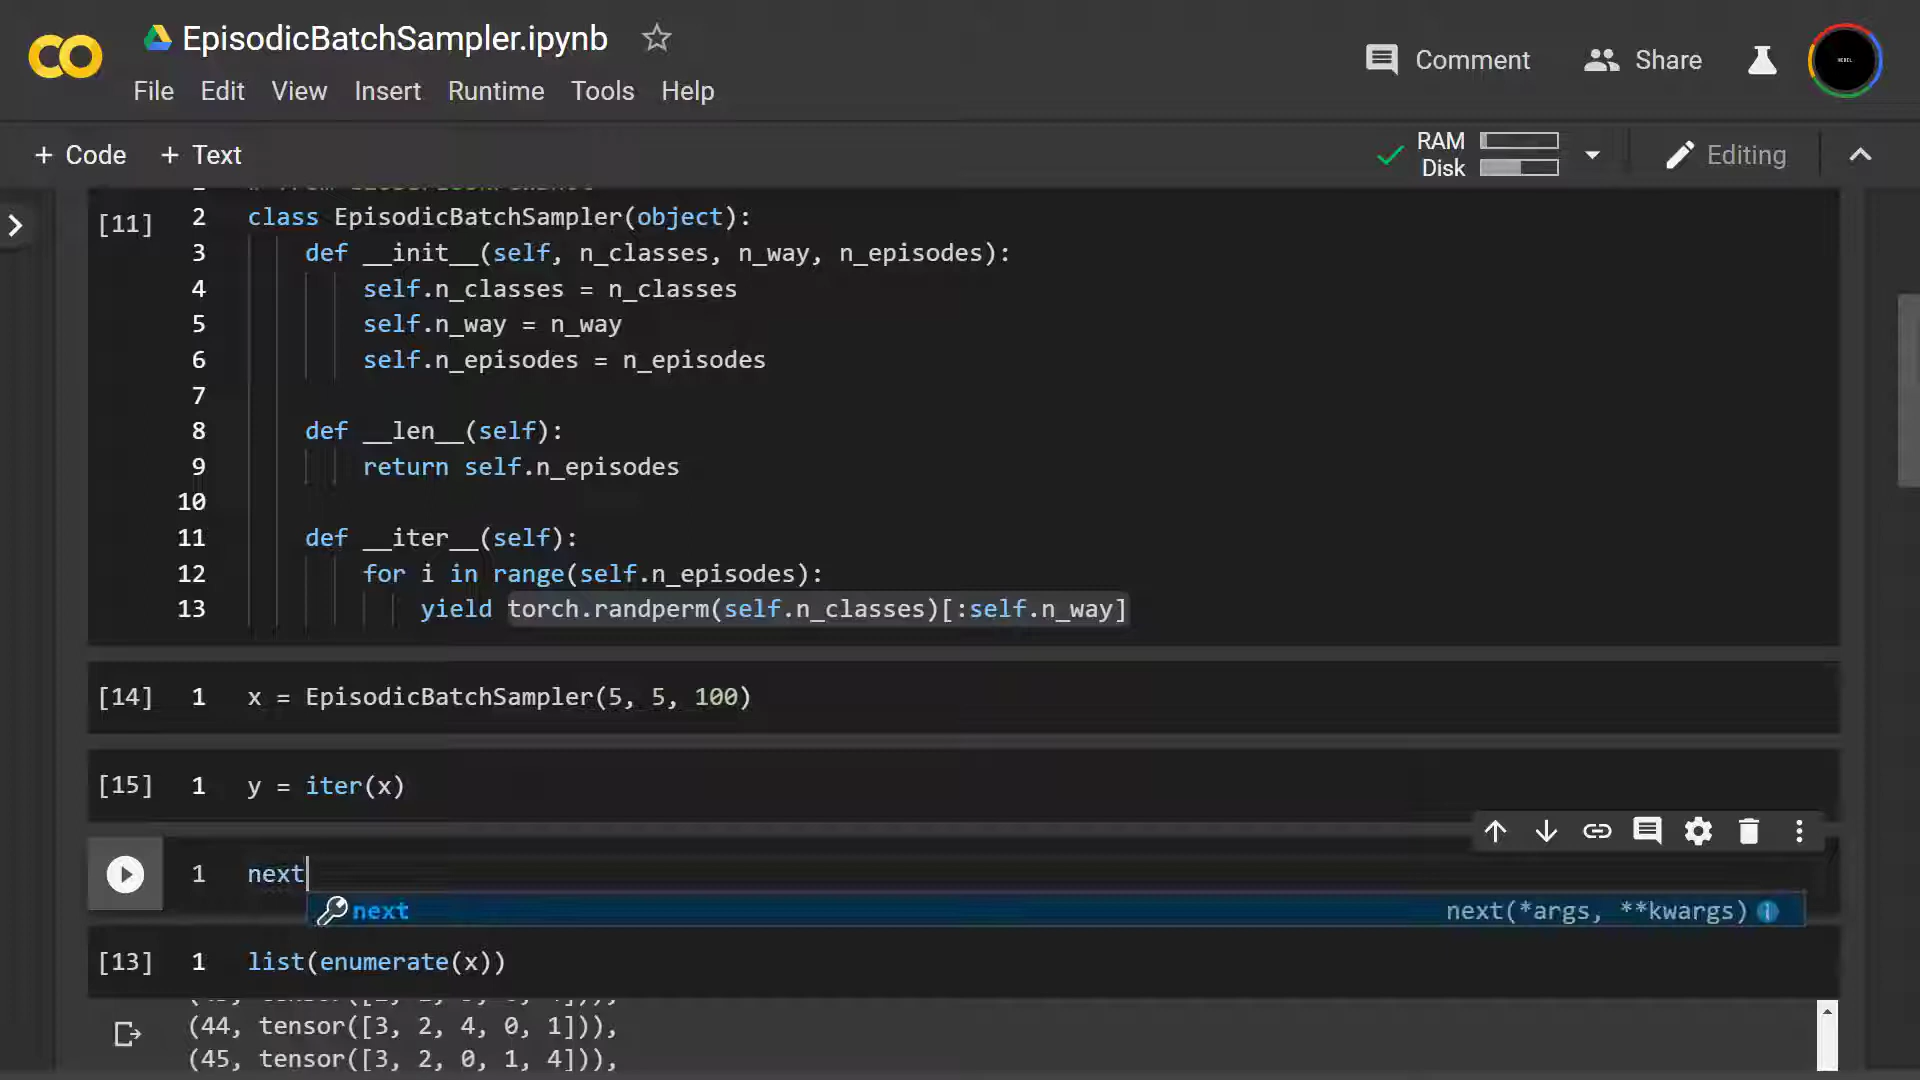 EpisodicBatchSampler.ipynb
File Edit View Insert Runtime Tools Help
Comment
Share
+ Code + Text
RAM
Disk
Editing
[11]
2 class EpisodicBatchSampler(object):
3 def __init__(self, n_classes, n_way, n_episodes):
4 self.n_classes = n_classes
5 self.n_way = n_way
6 self.n_episodes = n_episodes
7
8 def __len__(self):
9 return self.n_episodes
10
11 def __iter__(self):
12 for i in range(self.n_episodes):
13 yield torch.randperm(self.n_classes)[:self.n_way]
[14] 1 x = EpisodicBatchSampler(5, 5, 100)
[15] 1 y = iter(x)
1 next
next next(*args, **kwargs)
[13] 1 list(enumerate(x))
(44, tensor([3, 2, 4, 0, 1])),
(45, tensor([3, 2, 0, 1, 4])),